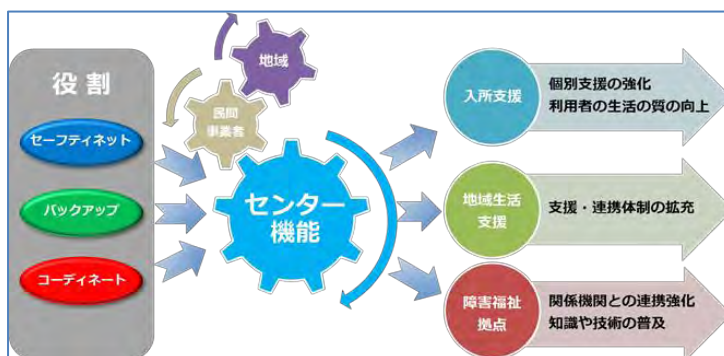 役割
セーフティネット
バックアップ
コーディネート
地域
民間
事業者
センター
機能
入所支援
個別支援の強化
利用者の生活の質の向上
地域生活
支援
支援・連携体制の拡充
障害福祉
拠点
関係機関との連携強化
知識や技術の普及